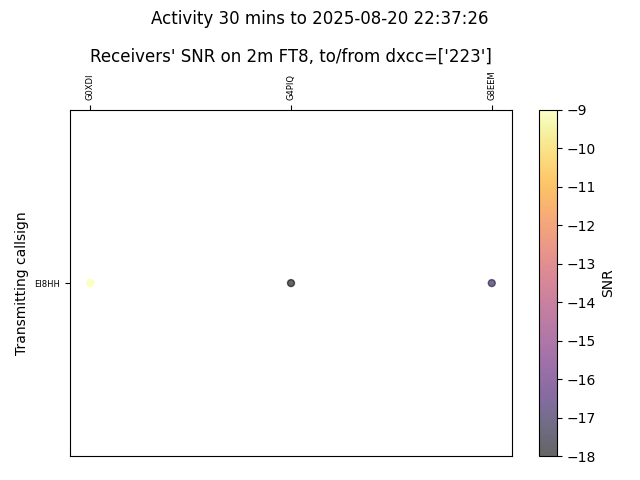 Activity 30 mins to 2025-08-20 22:37:26
Receivers' SNR on 2m FT8, to/from dxcc=['223']
G0XDI
G4PIQ
G8EEM
Transmitting callsign
EI8HH
−9
−10
−11
−12
−13
−14
−15
−16
−17
−18
SNR